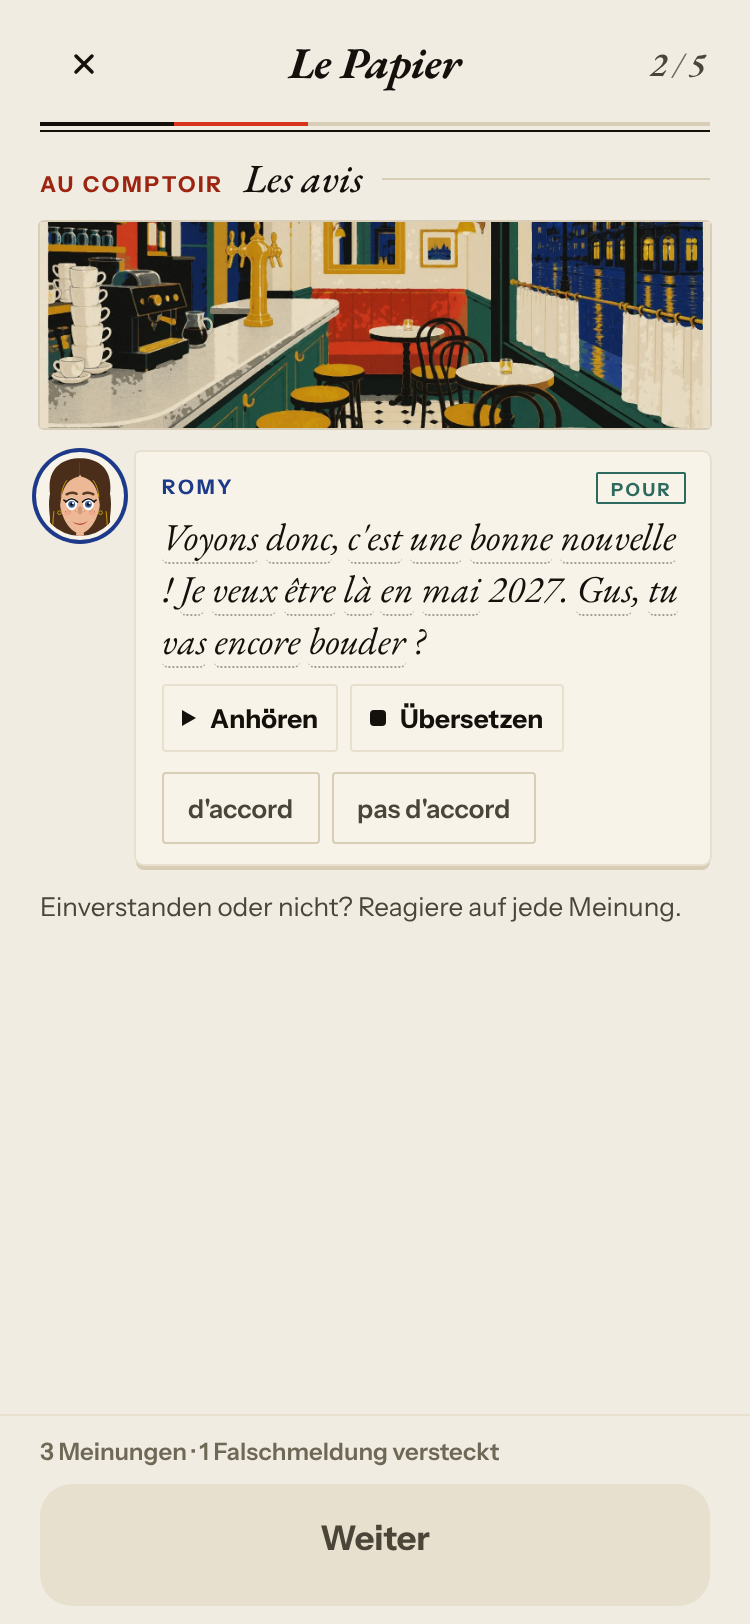 Le Papier
2 / 5
AU COMPTOIR Les avis
ROMY
POUR
Voyons donc, c'est une bonne nouvelle
! Je veux être là en mai 2027. Gus, tu
vas encore bouder ?
Anhören
Übersetzen
d'accord
pas d'accord
Einverstanden oder nicht? Reagiere auf jede Meinung.
3 Meinungen · 1 Falschmeldung versteckt
Weiter